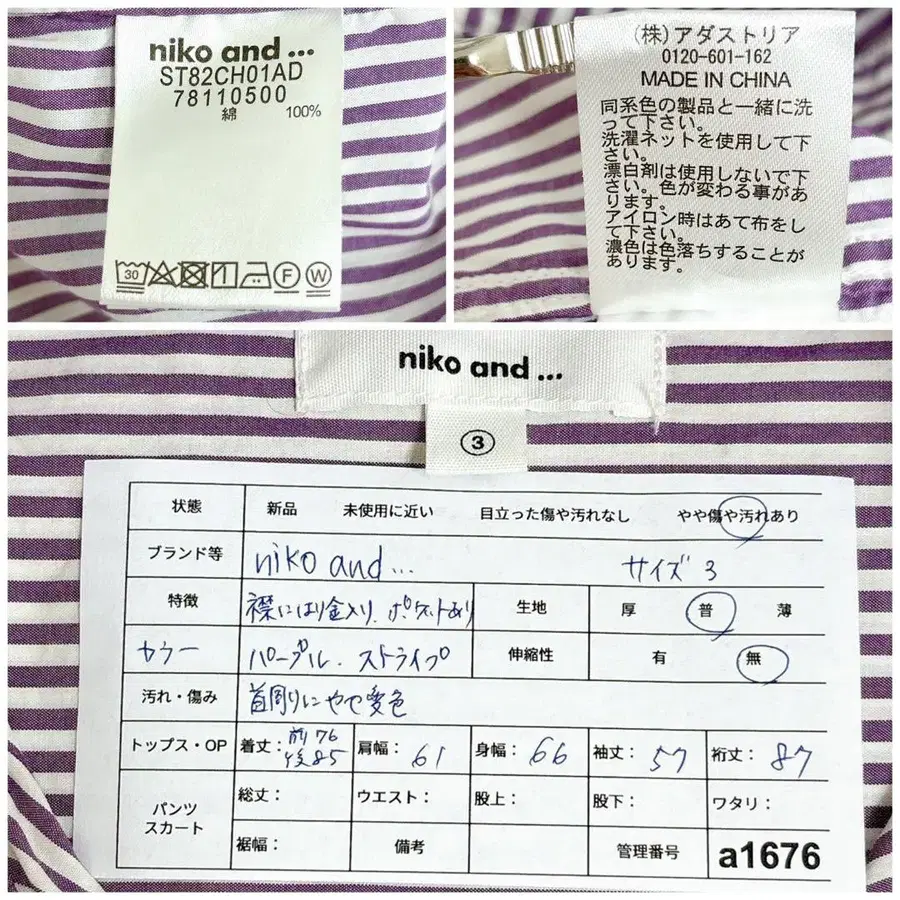 niko and ...
ST82CH01AD
78110500
綿 100%
30
F W
(株)アダストリア
0120-601-162
MADE IN CHINA
同系色の製品と一緒に洗
って下さい。
洗濯ネットを使用して下
さい。
漂白剤は使用しないで下
さい。色が変わる事があ
ります。
アイロン時はあて布をし
て下さい。
濃色は色落ちすることが
あります。
niko and ...
3
状態 新品 未使用に近い 目立った傷や汚れなし やや傷や汚れあり
ブランド等 niko and... サイズ3
特徴 襟にはり金入り、ポケットあり 生地 厚 普 薄
カラー パープル・ストライプ 伸縮性 有 無
汚れ・傷み 首周りにやや変色
トップス・OP 着丈: 前76 後85 肩幅: 61 身幅: 66 袖丈: 57 裄丈: 87
パンツ スカート 総丈: ウエスト: 股上: 股下: ワタリ:
裾幅: 備考 管理番号 a1676